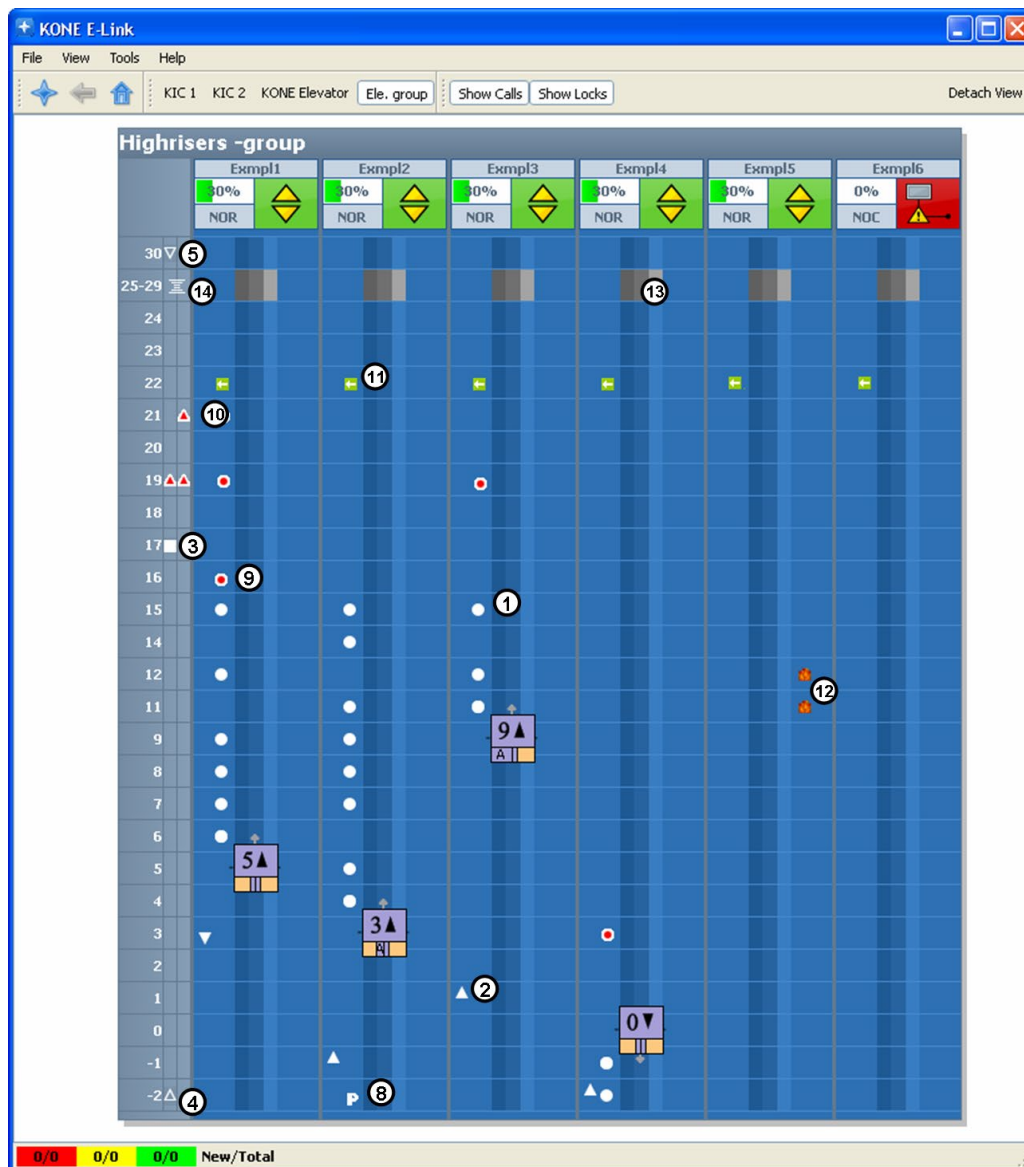 KONE E-Link
File View Tools Help
KIC 1 KIC 2 KONE Elevator Ele. group Show Calls Show Locks Detach View
Highrisers -group
Exmpl1 Exmpl2 Exmpl3 Exmpl4 Exmpl5 Exmpl6
30% 30% 30% 30% 30% 0%
NOR NOR NOR NOR NOR NOC
30 5
25-29 14 13
24
23
22 11
21 10
20
19
18
17 3
16 9
15 1
14
12 12
11
9 9
A
8
7
6
5 5
4
3 3
A
2
1 2
0 0
-1
-2 4 P 8
0/0 0/0 0/0 New/Total